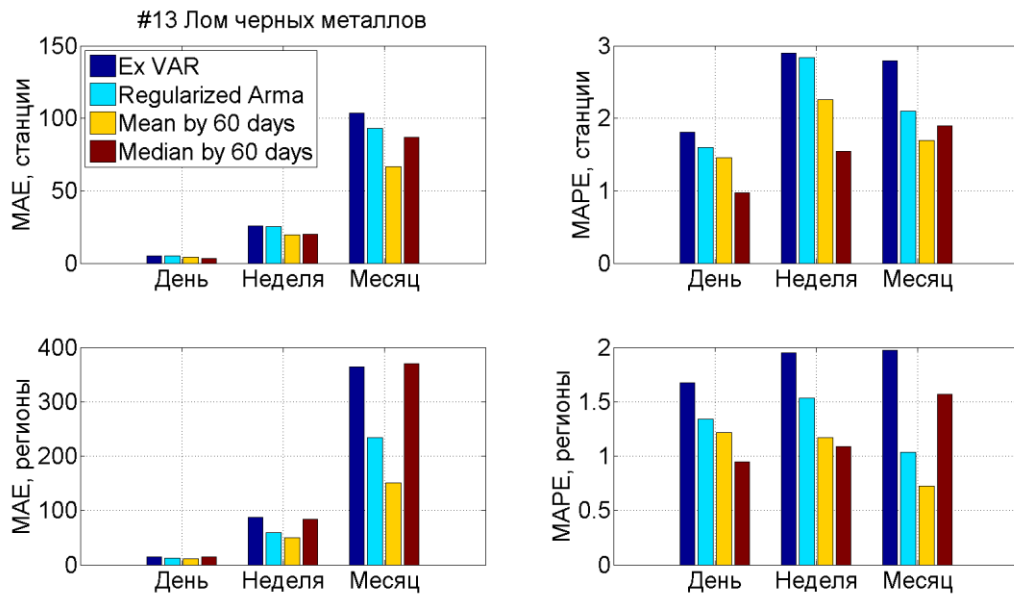 #13 Лом черных металлов
MAE, станции
150
100
50
0
Ex VAR
Regularized Arma
Mean by 60 days
Median by 60 days
День Неделя Месяц
MAPE, станции
3
2
1
0
День Неделя Месяц
MAE, регионы
400
300
200
100
0
День Неделя Месяц
MAPE, регионы
2
1.5
1
0.5
0
День Неделя Месяц